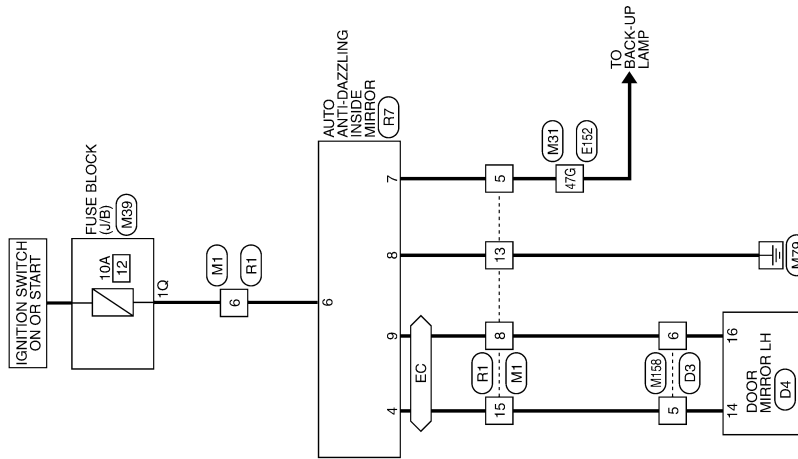 IGNITION SWITCH
ON OR START
FUSE BLOCK
(J/B)
M39
10A
12
1Q
M1
6
R1
6
AUTO
ANTI-DAZZLING
INSIDE
MIRROR
R7
4
9
8
7
EC
R1
15
8
13
5
M1
M31
47G
E152
TO
BACK-UP
LAMP
M158
5
6
D3
M79
14
16
DOOR
MIRROR LH
D4